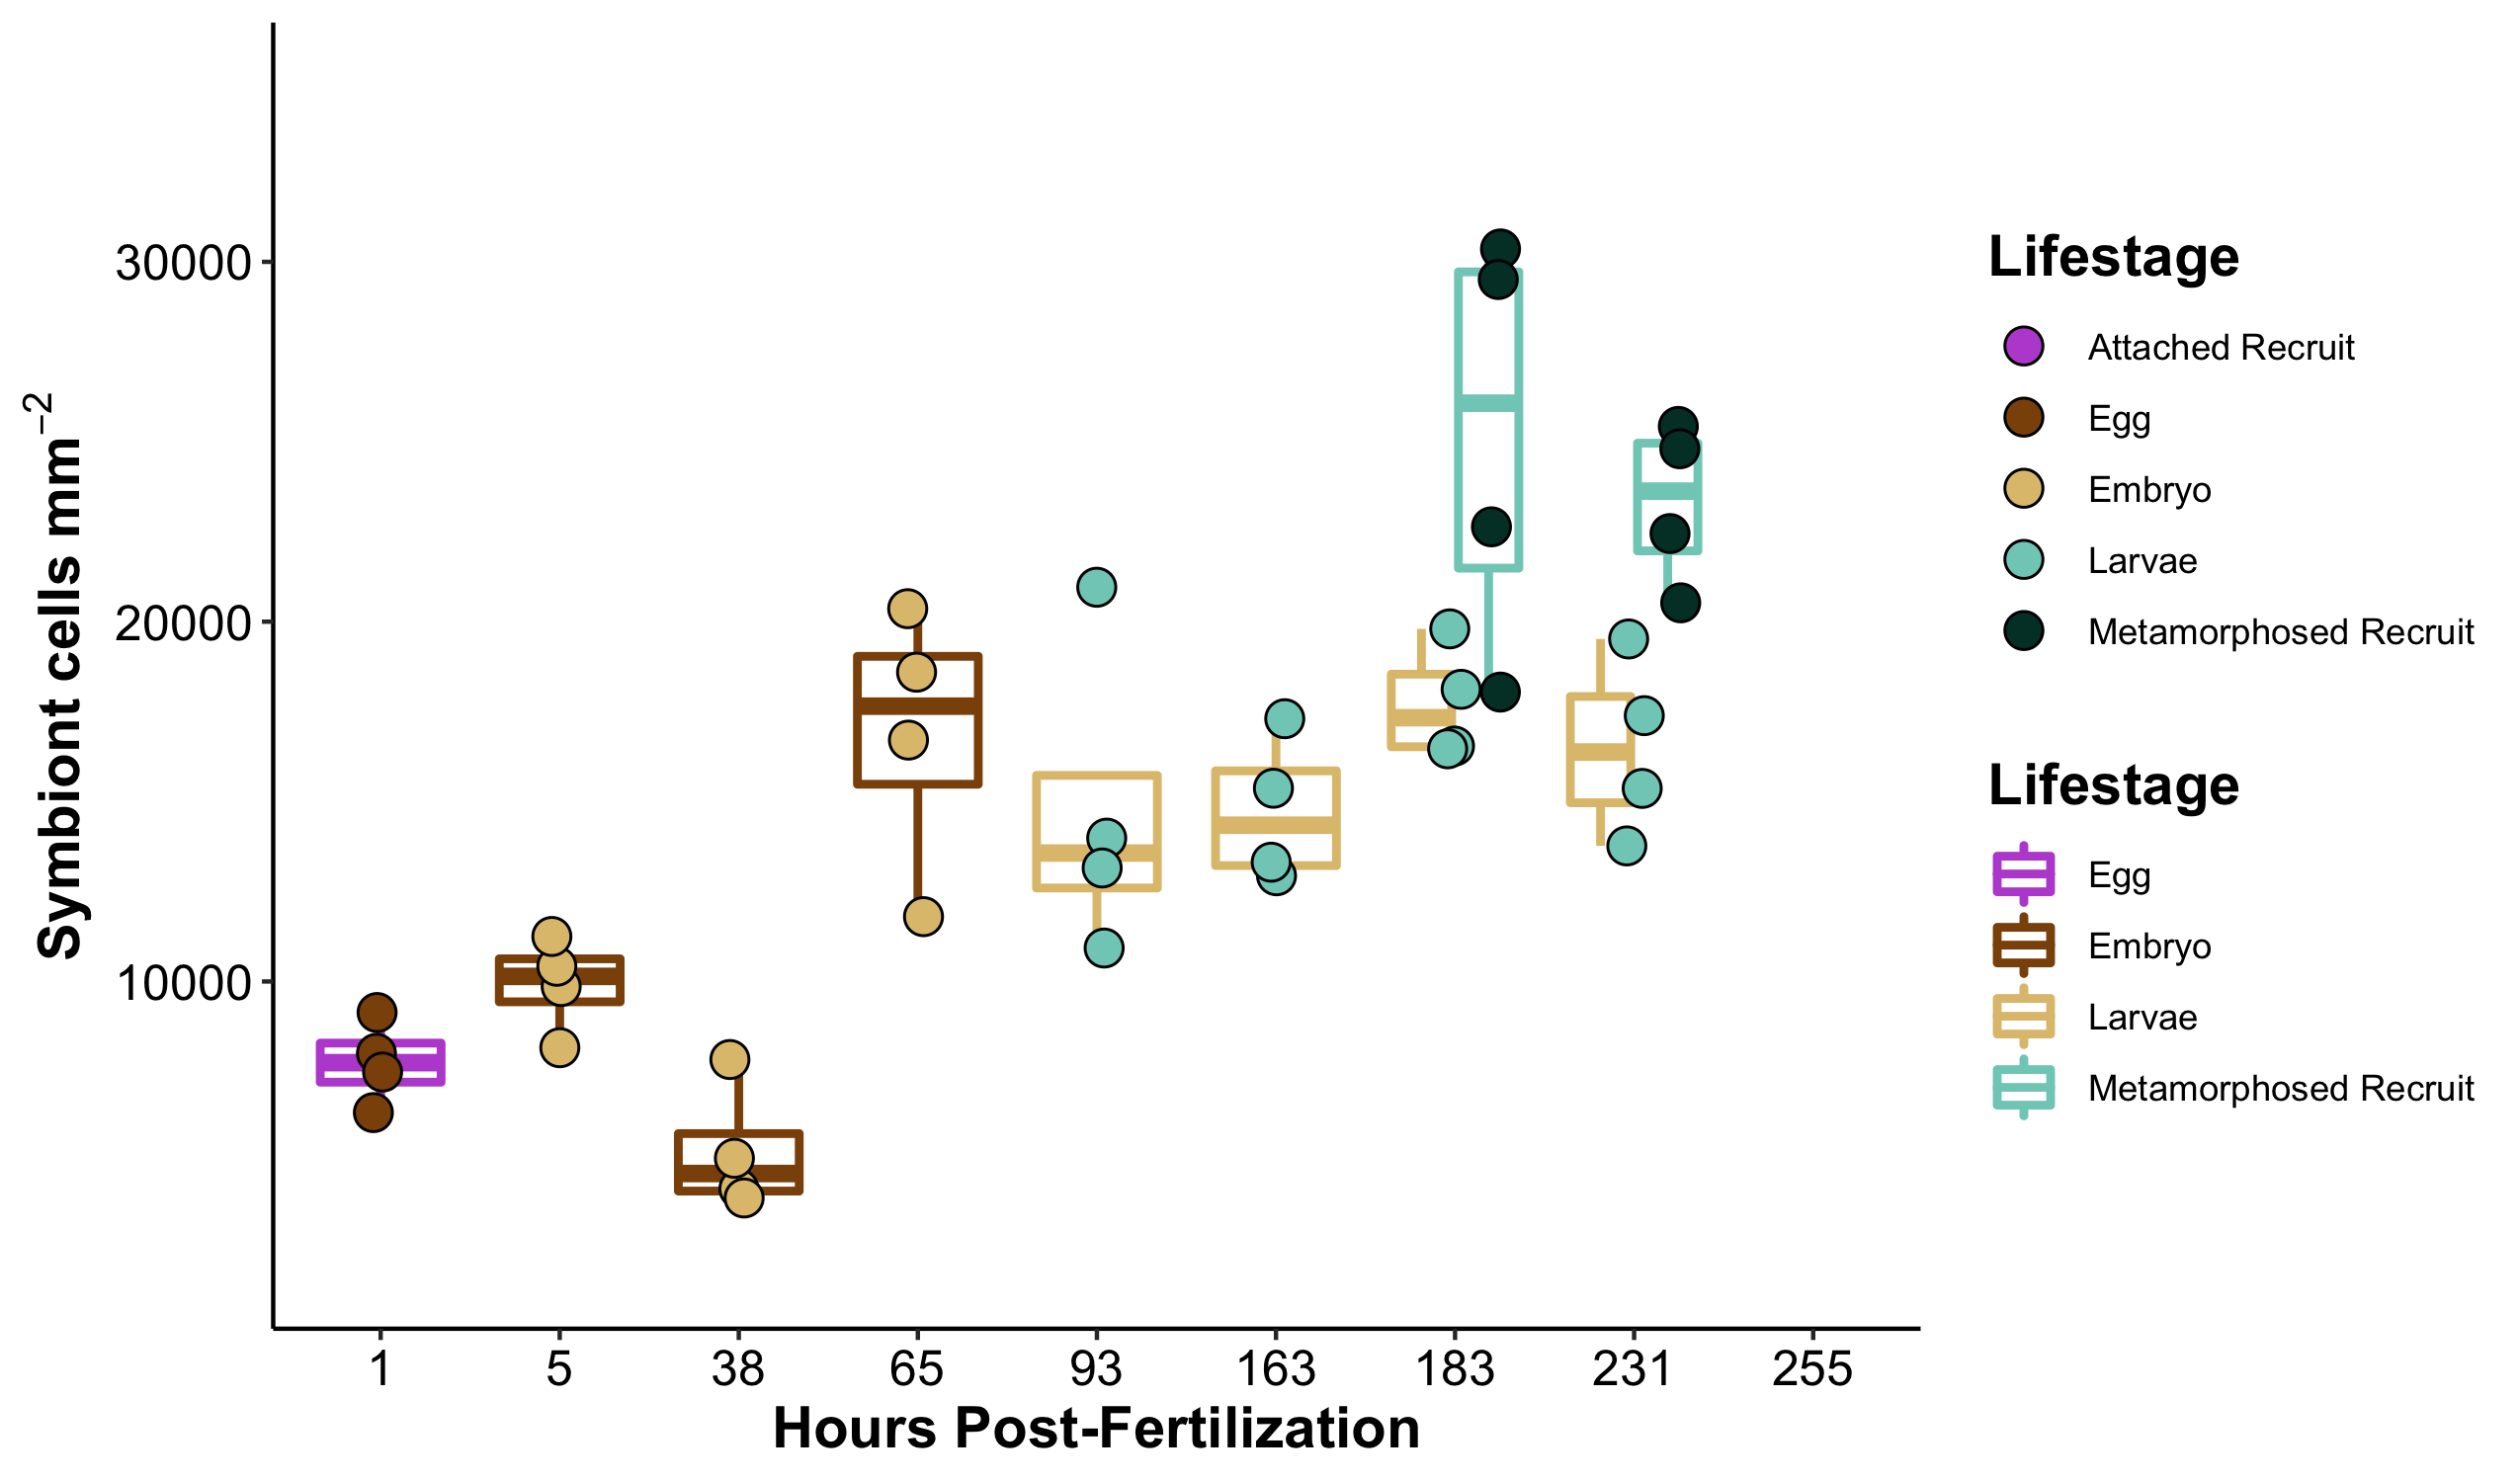 Symbiont cells mm−2
30000
20000
10000
1 5 38 65 93 163 183 231 255
Hours Post-Fertilization
Lifestage
Attached Recruit
Egg
Embryo
Larvae
Metamorphosed Recruit
Lifestage
Egg
Embryo
Larvae
Metamorphosed Recruit